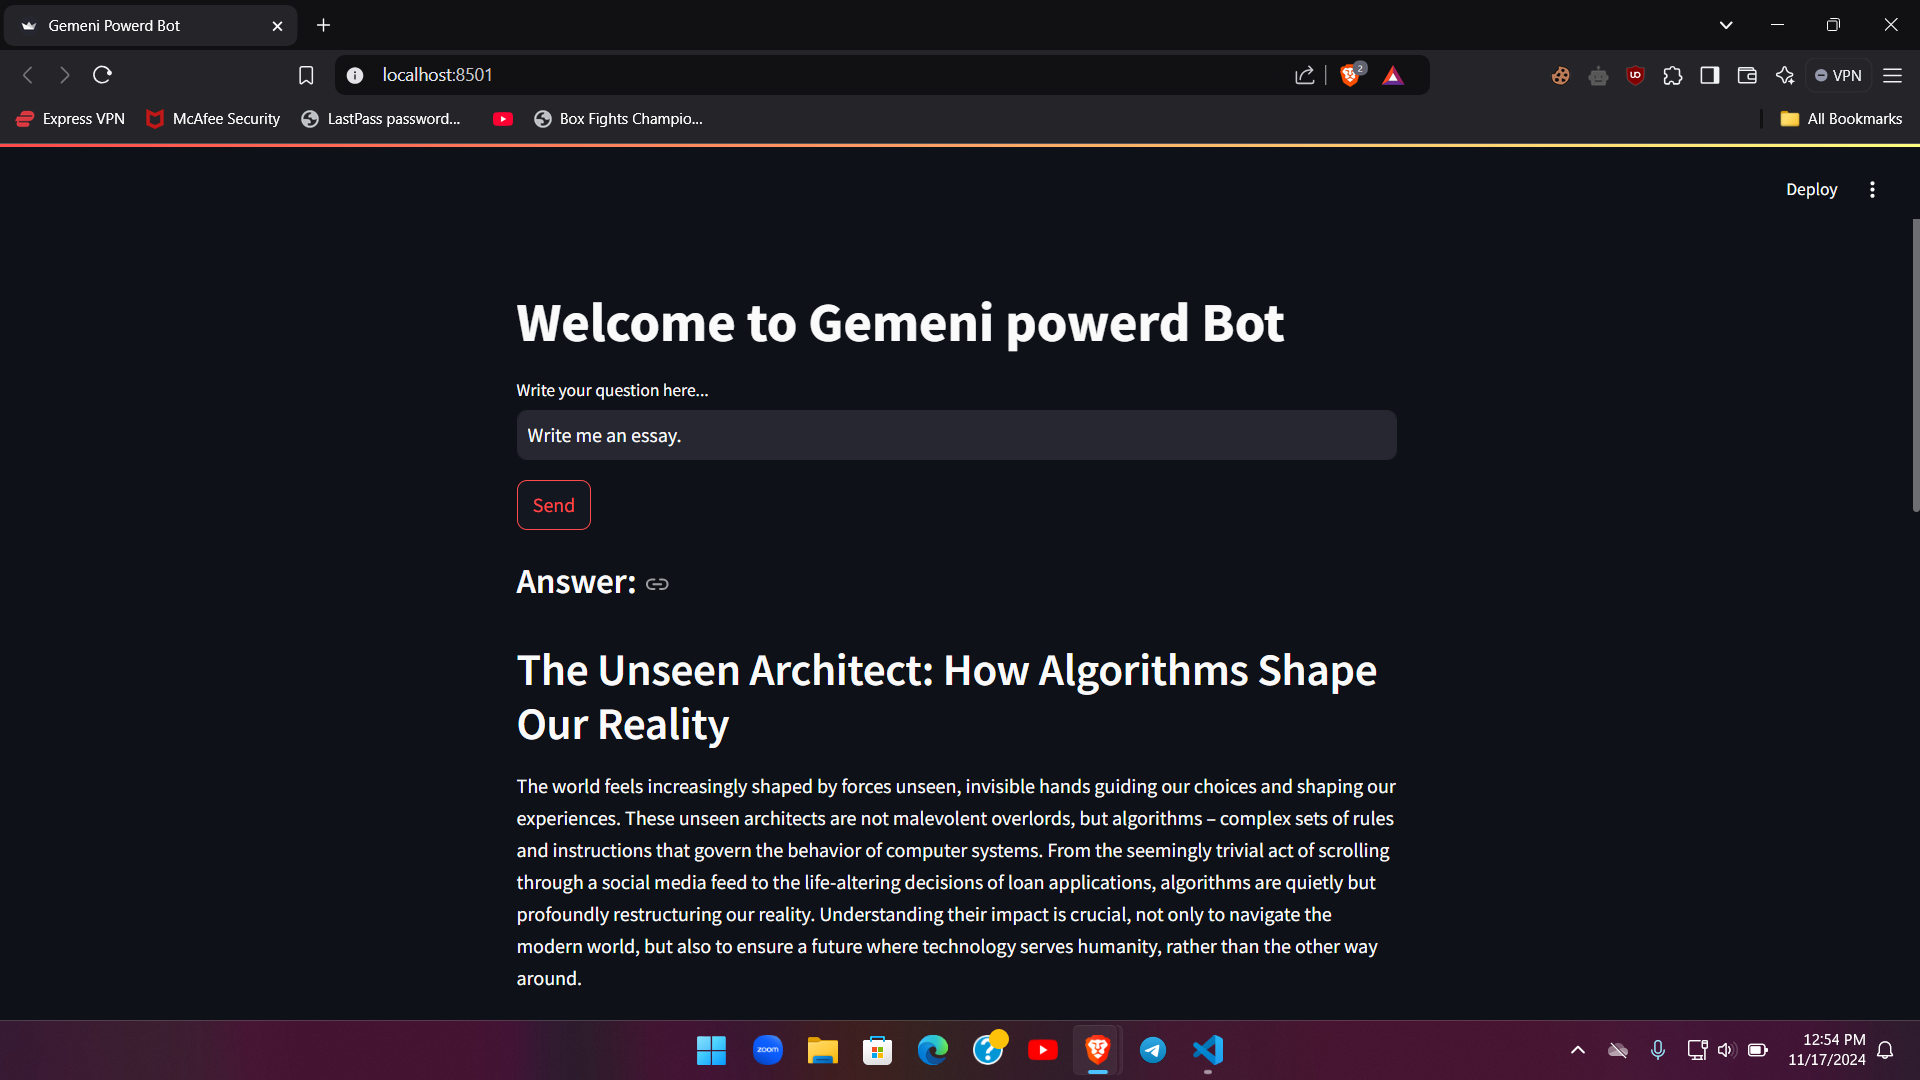 Gemeni Powerd Bot
localhost:8501
2
VPN
Express VPN
McAfee Security
LastPass password...
Box Fights Champio...
All Bookmarks
Deploy
Welcome to Gemeni powerd Bot
Write your question here...
Write me an essay.
Send
Answer:
The Unseen Architect: How Algorithms Shape
Our Reality
The world feels increasingly shaped by forces unseen, invisible hands guiding our choices and shaping our
experiences. These unseen architects are not malevolent overlords, but algorithms – complex sets of rules
and instructions that govern the behavior of computer systems. From the seemingly trivial act of scrolling
through a social media feed to the life-altering decisions of loan applications, algorithms are quietly but
profoundly restructuring our reality. Understanding their impact is crucial, not only to navigate the
modern world, but also to ensure a future where technology serves humanity, rather than the other way
around.
zoom
12:54 PM
11/17/2024